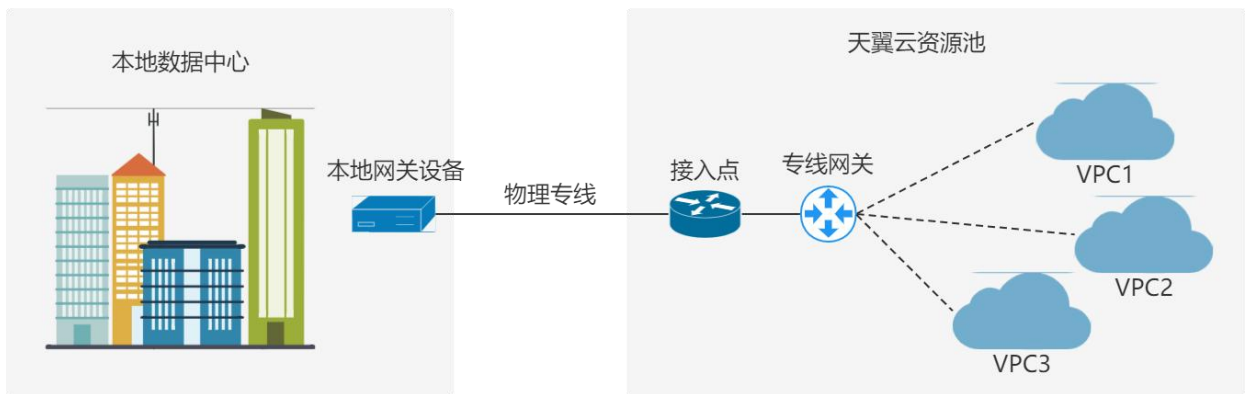 本地数据中心
本地网关设备
物理专线
天翼云资源池
接入点
专线网关
VPC1
VPC2
VPC3